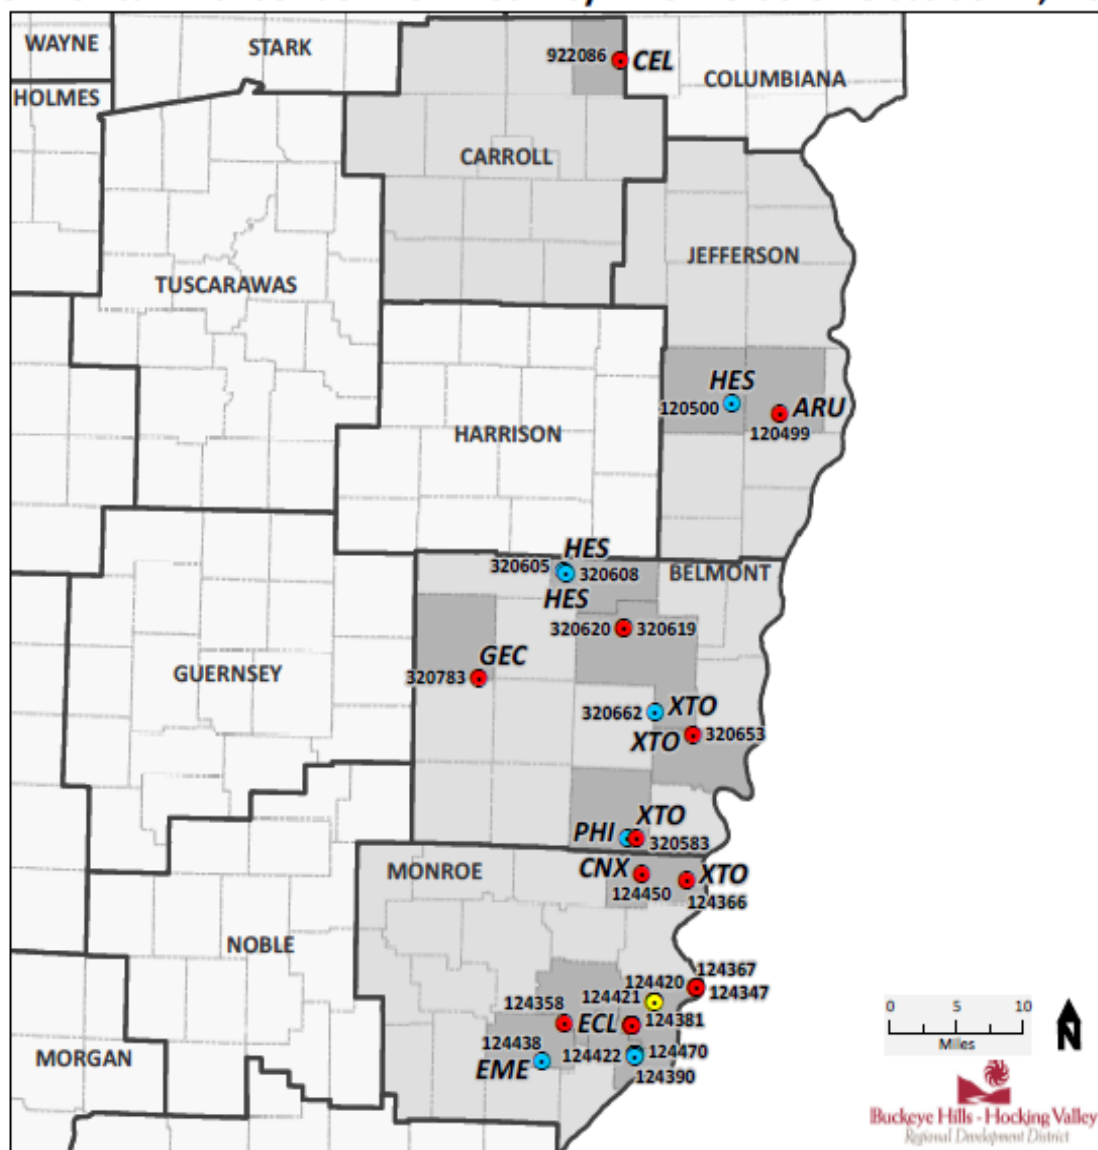 WAYNE
STARK
922086
CEL
COLUMBIANA
HOLMES
CARROLL
JEFFERSON
TUSCARAWAS
HES
120500
ARU
120499
HARRISON
HES
320605
320608
BELMONT
HES
320620
320619
GEC
320783
GUERNSEY
320662
XTO
XTO
320653
XTO
PHI
320583
MONROE
CNX
124450
XTO
124366
NOBLE
124367
124420
124347
124421
124358
ECL
124381
124438
124422
124470
EME
124390
MORGAN
0 5 10
Miles
N
Buckeye Hills - Hocking Valley
Regional Development District